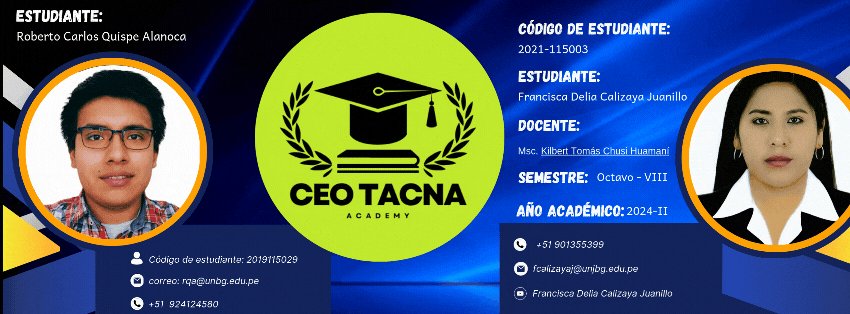 ESTUDIANTE:
Roberto Carlos Quispe Alanoca
Código de estudiante: 2019115029
correo: rqa@unbg.edu.pe
+51 924124580
CEO TACNA
ACADEMY
CÓDIGO DE ESTUDIANTE:
2021-115003
ESTUDIANTE:
Francisca Delia Calizaya Juanillo
DOCENTE:
Msc. Kilbert Tomás Chusi Huamaní
SEMESTRE: Octavo - VIII
AÑO ACADÉMICO: 2024-II
+51 901355399
fcalizayaj@unjbg.edu.pe
Francisca Delia Calizaya Juanillo